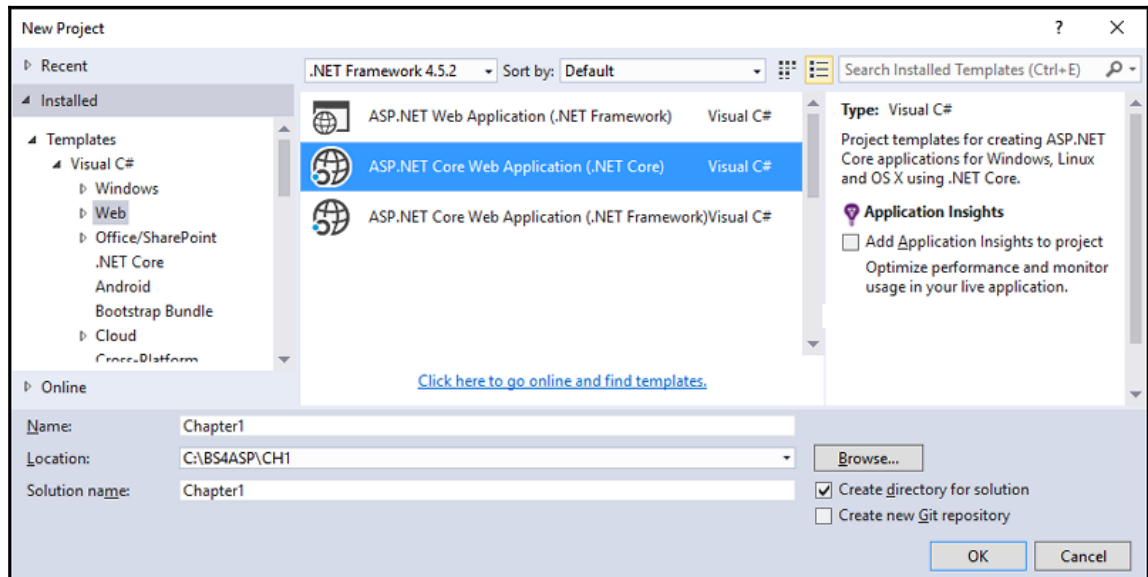 New Project
?
Recent
Installed
Templates
Visual C#
Windows
Web
Office/SharePoint
.NET Core
Android
Bootstrap Bundle
Cloud
Cross-Platform
Online
.NET Framework 4.5.2
Sort by: Default
Search Installed Templates (Ctrl+E)
ASP.NET Web Application (.NET Framework) Visual C#
ASP.NET Core Web Application (.NET Core) Visual C#
ASP.NET Core Web Application (.NET Framework)Visual C#
Click here to go online and find templates.
Type: Visual C#
Project templates for creating ASP.NET
Core applications for Windows, Linux
and OS X using .NET Core.
Application Insights
Add Application Insights to project
Optimize performance and monitor
usage in your live application.
Name: Chapter1
Location: C:\BS4ASP\CH1
Browse...
Solution name: Chapter1
Create directory for solution
Create new Git repository
OK
Cancel